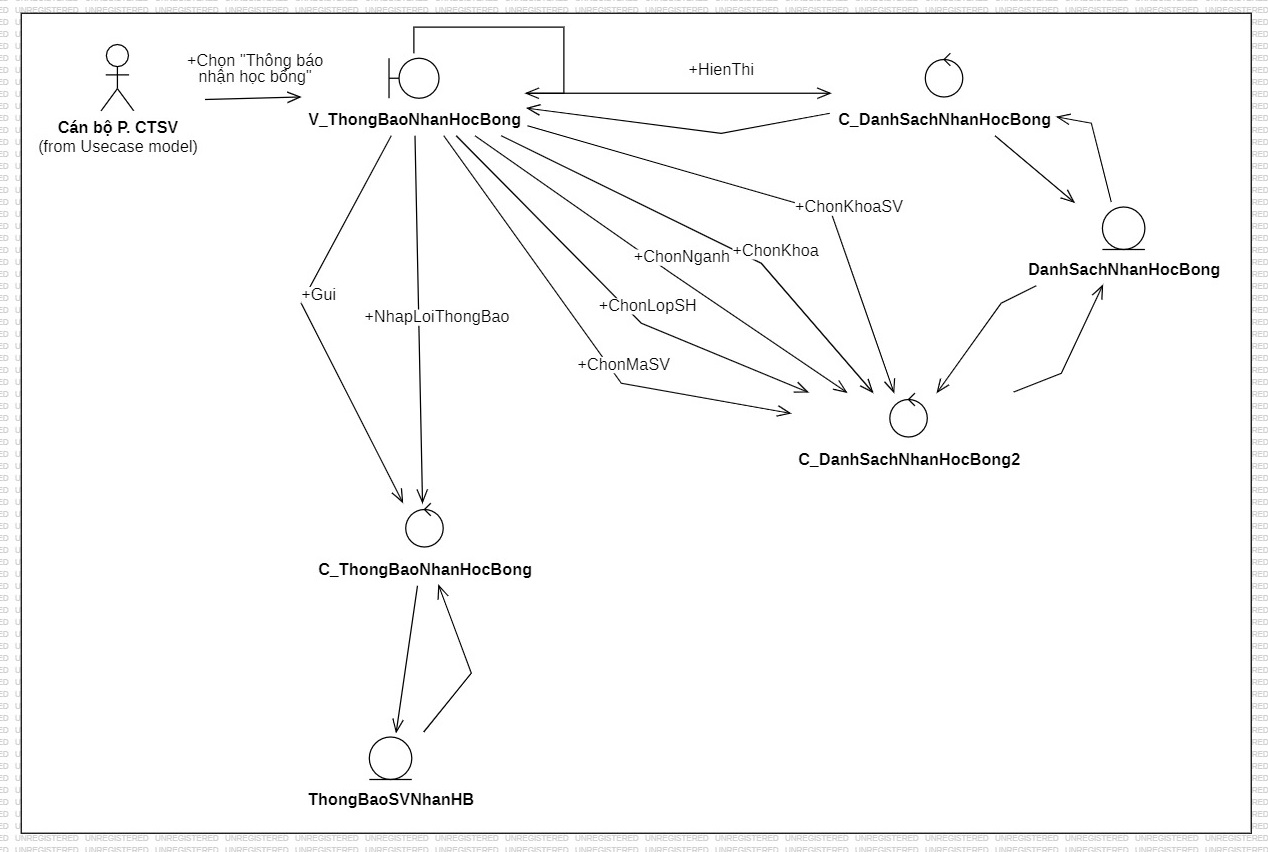 +Chọn "Thông báo
nhận học bổng"
+HienThi
Cán bộ P. CTSV
(from Usecase model)
V_ThongBaoNhanHocBong
C_DanhSachNhanHocBong
+ChonKhoaSV
+ChonNganh
+ChonKhoa
DanhSachNhanHocBong
+Gui
+NhapLoiThongBao
+ChonLopSH
+ChonMaSV
C_DanhSachNhanHocBong2
C_ThongBaoNhanHocBong
ThongBaoSVNhanHB
UNREGISTERED